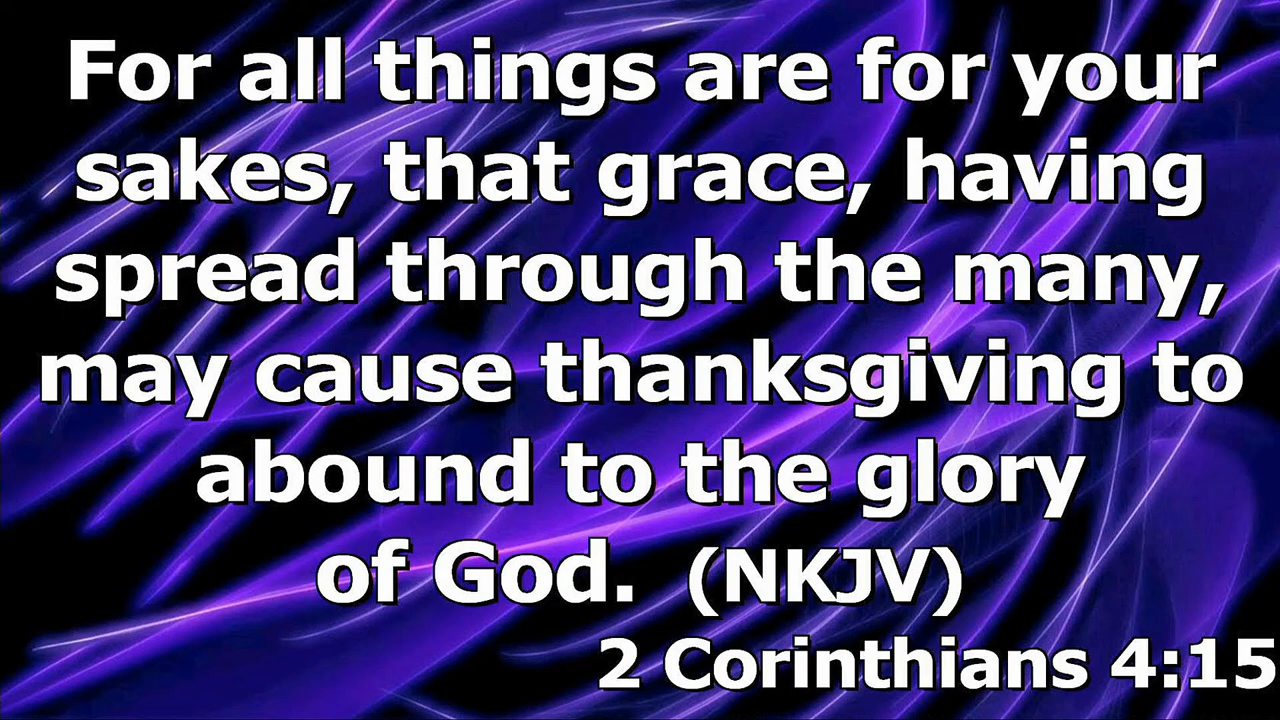 For all things are for your
sakes, that grace, having
spread through the many,
may cause thanksgiving to
abound to the glory
of God. (NKJV)
2 Corinthians 4:15